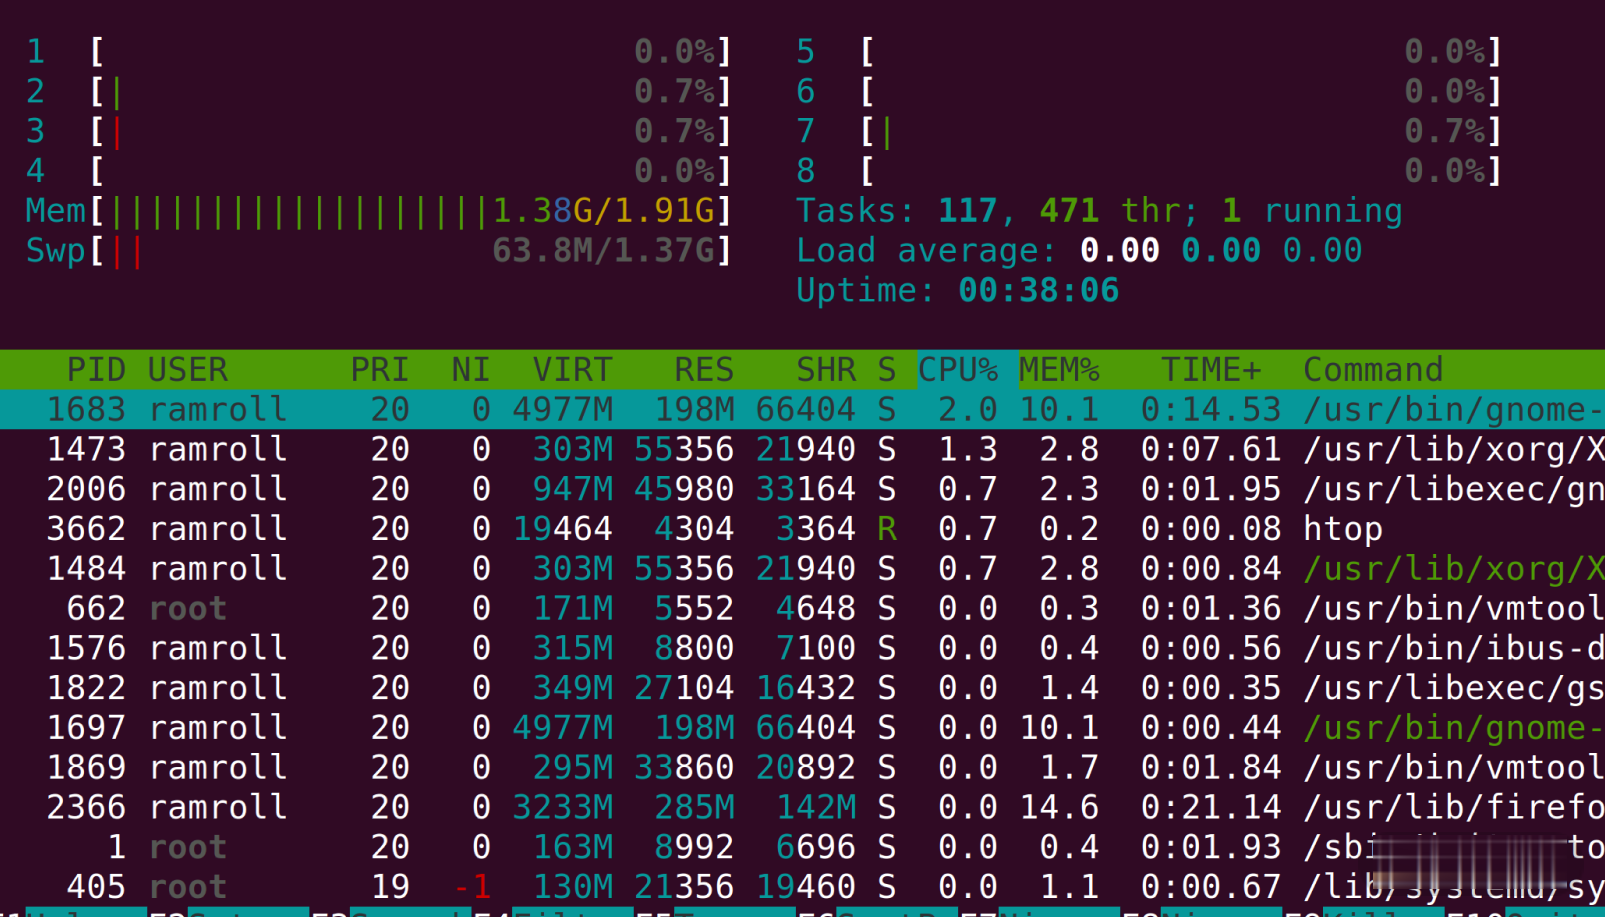 1 [ 0.0%] 5 [ 0.0%]
2 [| 0.7%] 6 [ 0.0%]
3 [| 0.7%] 7 [| 0.7%]
4 [ 0.0%] 8 [ 0.0%]
Mem[|||||||||||||||||||1.38G/1.91G] Tasks: 117, 471 thr; 1 running
Swp[|| 63.8M/1.37G] Load average: 0.00 0.00 0.00
Uptime: 00:38:06
PID USER PRI NI VIRT RES SHR S CPU% MEM% TIME+ Command
1683 ramroll 20 0 4977M 198M 66404 S 2.0 10.1 0:14.53 /usr/bin/gnome-
1473 ramroll 20 0 303M 55356 21940 S 1.3 2.8 0:07.61 /usr/lib/xorg/X
2006 ramroll 20 0 947M 45980 33164 S 0.7 2.3 0:01.95 /usr/libexec/gn
3662 ramroll 20 0 19464 4304 3364 R 0.7 0.2 0:00.08 htop
1484 ramroll 20 0 303M 55356 21940 S 0.7 2.8 0:00.84 /usr/lib/xorg/X
662 root 20 0 171M 5552 4648 S 0.0 0.3 0:01.36 /usr/bin/vmtool
1576 ramroll 20 0 315M 8800 7100 S 0.0 0.4 0:00.56 /usr/bin/ibus-d
1822 ramroll 20 0 349M 27104 16432 S 0.0 1.4 0:00.35 /usr/libexec/gs
1697 ramroll 20 0 4977M 198M 66404 S 0.0 10.1 0:00.44 /usr/bin/gnome-
1869 ramroll 20 0 295M 33860 20892 S 0.0 1.7 0:01.84 /usr/bin/vmtool
2366 ramroll 20 0 3233M 285M 142M S 0.0 14.6 0:21.14 /usr/lib/firefo
1 root 20 0 163M 8992 6696 S 0.0 0.4 0:01.93
405 root 19 -1 130M 21356 19460 S 0.0 1.1 0:00.67 /lib/systemd/sy